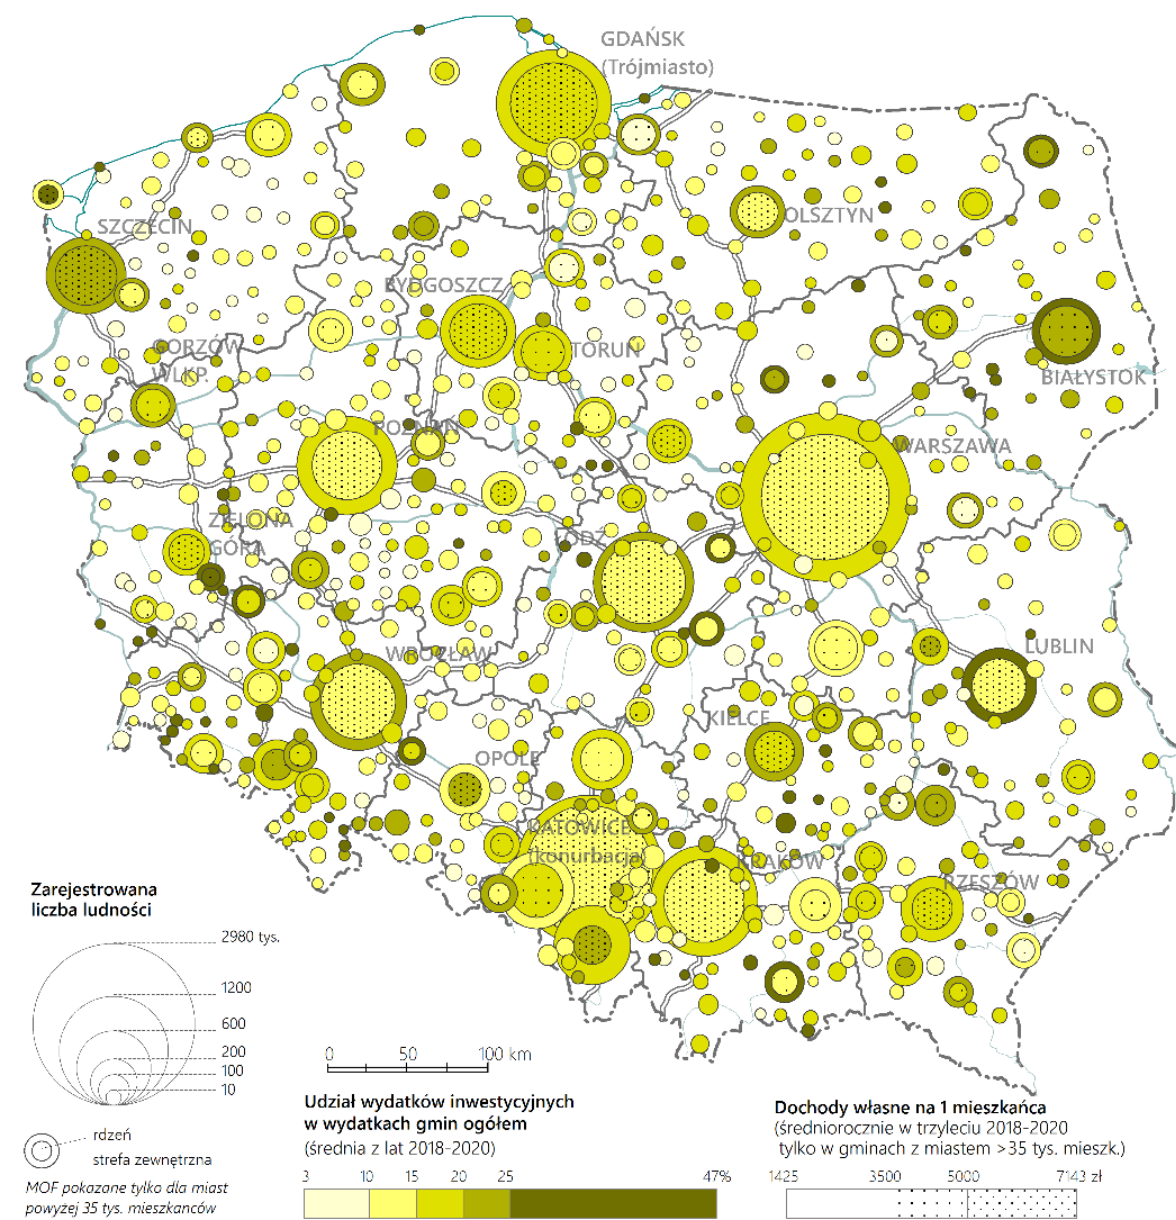 GDAŃSK
(Trójmiasto)
OLSZTYN
SZCZECIN
BYDGOSZCZ
TORUŃ
GORZÓW
WLKP.
BIAŁYSTOK
POZNAŃ
WARSZAWA
ZIELONA
GÓRA
ŁÓDŹ
LUBLIN
WROCŁAW
KIELCE
OPOLE
KATOWICE
(konurbacja)
KRAKÓW
RZESZÓW
Zarejestrowana
liczba ludności
2980 tys.
1200
600
200
100
10
rdzeń
strefa zewnętrzna
MOF pokazane tylko dla miast
powyżej 35 tys. mieszkanców
0 50 100 km
Udział wydatków inwestycyjnych
w wydatkach gmin ogółem
(średnia z lat 2018-2020)
3 10 15 20 25 47%
Dochody własne na 1 mieszkańca
(średniorocznie w trzyleciu 2018-2020
tylko w gminach z miastem >35 tys. mieszk.)
1425 3500 5000 7143 zł